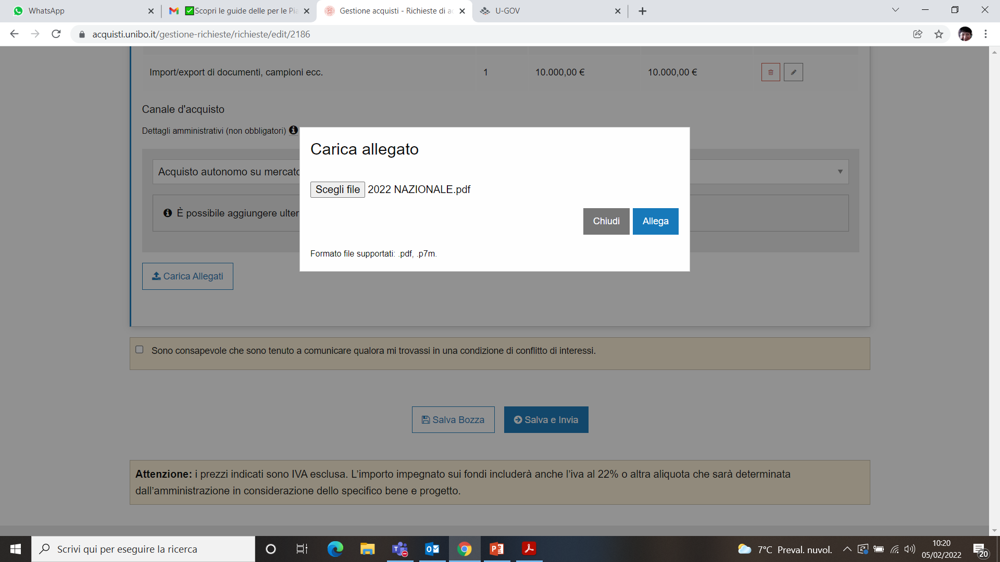 WhatsApp
Scopri le guide delle per le Pia
Gestione acquisti - Richieste di a
U-GOV
acquisti.unibo.it/gestione-richieste/richieste/edit/2186
Import/export di documenti, campioni ecc. 1 10.000,00 € 10.000,00 €
Canale d'acquisto
Dettagli amministrativi (non obbligatori)
Carica allegato
Acquisto autonomo su mercato
Scegli file 2022 NAZIONALE.pdf
È possibile aggiungere ulter
Chiudi Allega
Formato file supportati: .pdf, .p7m.
Carica Allegati
Sono consapevole che sono tenuto a comunicare qualora mi trovassi in una condizione di conflitto di interessi.
Salva Bozza Salva e Invia
Attenzione: i prezzi indicati sono IVA esclusa. L'importo impegnato sui fondi includerà anche l'iva al 22% o altra aliquota che sarà determinata
dall'amministrazione in considerazione dello specifico bene e progetto.
Scrivi qui per eseguire la ricerca
7°C Preval. nuvol.
10:20
05/02/2022
20